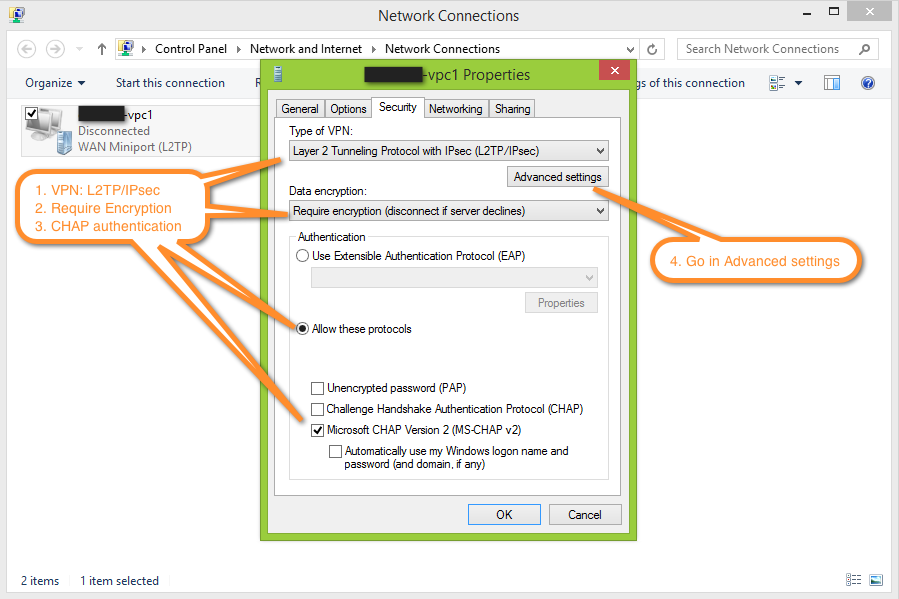 Network Connections
Control Panel
Network and Internet
Network Connections
Search Network Connections
Organize
Start this connection
gs of this connection
-vpc1
Disconnected
WAN Miniport (L2TP)
-vpc1 Properties
General
Options
Security
Networking
Sharing
Type of VPN:
Layer 2 Tunneling Protocol with IPsec (L2TP/IPsec)
Advanced settings
Data encryption:
Require encryption (disconnect if server declines)
Authentication
Use Extensible Authentication Protocol (EAP)
Properties
Allow these protocols
Unencrypted password (PAP)
Challenge Handshake Authentication Protocol (CHAP)
Microsoft CHAP Version 2 (MS-CHAP v2)
Automatically use my Windows logon name and
password (and domain, if any)
OK
Cancel
1. VPN: L2TP/IPsec
2. Require Encryption
3. CHAP authentication
4. Go in Advanced settings
2 items
1 item selected